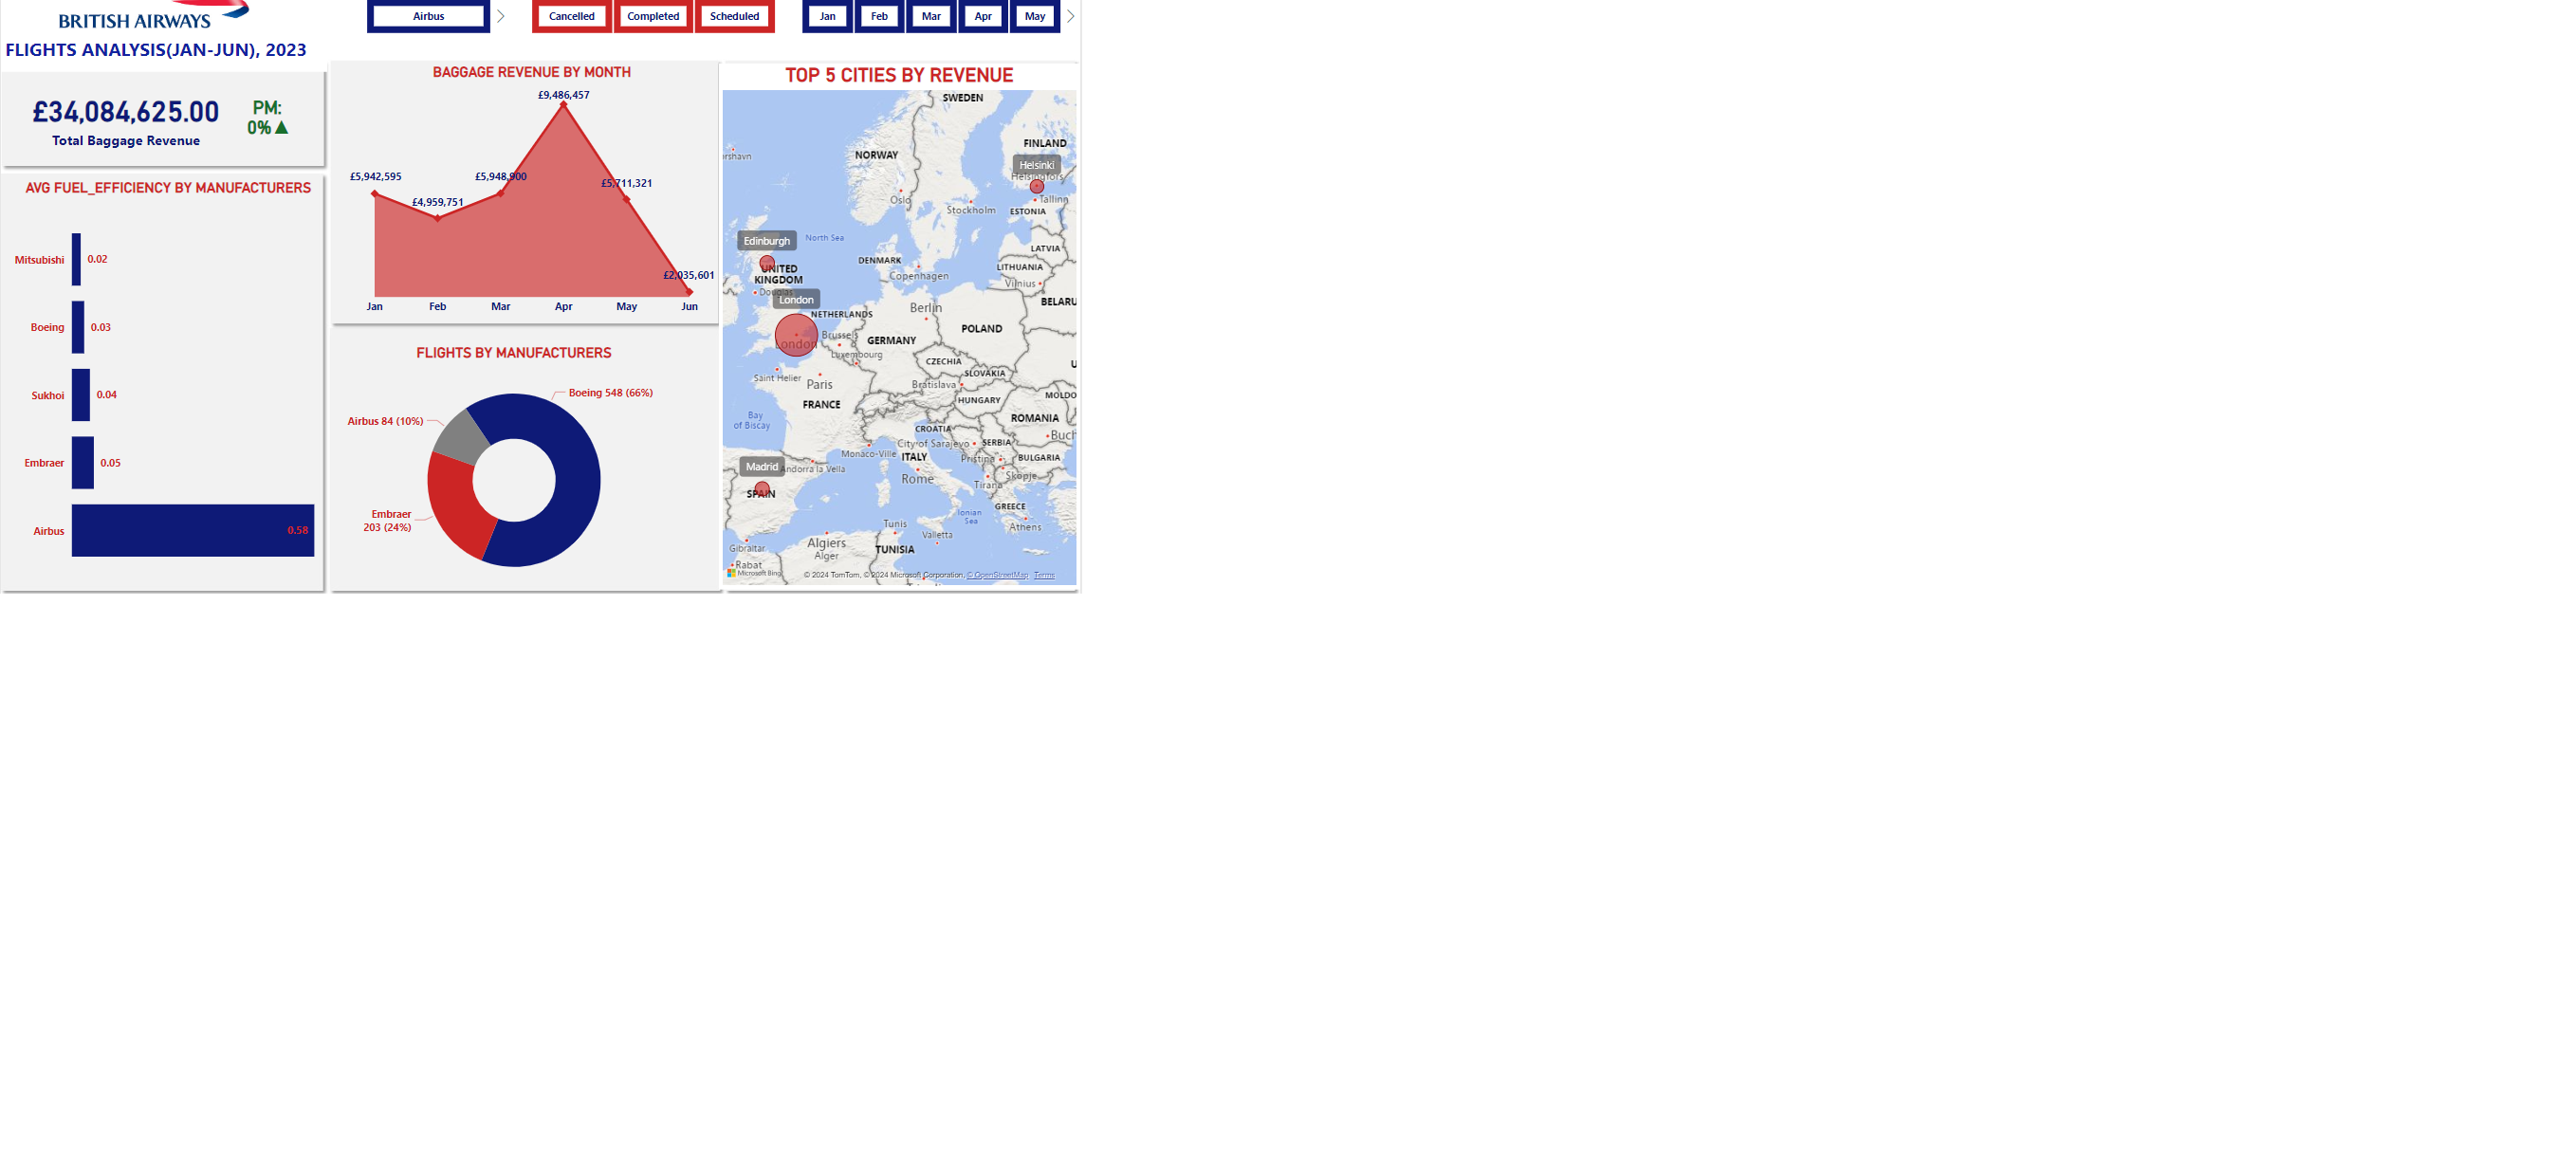 BRITISH AIRWAYS
FLIGHTS ANALYSIS(JAN-JUN), 2023
Airbus
Cancelled
Completed
Scheduled
Jan
Feb
Mar
Apr
May
£34,084,625.00
Total Baggage Revenue
PM:
0%▲
AVG FUEL_EFFICIENCY BY MANUFACTURERS
Mitsubishi 0.02
Boeing 0.03
Sukhoi 0.04
Embraer 0.05
Airbus 0.58
BAGGAGE REVENUE BY MONTH
£9,486,457
£5,942,595
£5,948,900
£5,711,321
£4,959,751
£2,035,601
Jan
Feb
Mar
Apr
May
Jun
FLIGHTS BY MANUFACTURERS
Boeing 548 (66%)
Airbus 84 (10%)
Embraer
203 (24%)
TOP 5 CITIES BY REVENUE
SWEDEN
FINLAND
NORWAY
rshavn
Helsinki
Helsingfors
Oslo
Tallinn
Stockholm
ESTONIA
Edinburgh
North Sea
LATVIA
DENMARK
UNITED
KINGDOM
LITHUANIA
Copenhagen
Vilnius
Douglas
London
BELARU
Berlin
NETHERLANDS
POLAND
Brussels
London
GERMANY
Luxembourg
CZECHIA
U
SLOVAKIA
Saint Helier
Paris
Bratislava
HUNGARY
MOLDO
FRANCE
Bay
of Biscay
ROMANIA
CROATIA
Buch
City of Sarajevo
SERBIA
Monaco-Ville
ITALY
Pristina
BULGARIA
Madrid
Andorra la Vella
Rome
Skopje
Tirana
SPAIN
GREECE
Ionian
Sea
Tunis
Athens
Valletta
Algiers
Alger
Gibraltar
TUNISIA
Rabat
Microsoft Bing
© 2024 TomTom, © 2024 Microsoft Corporation, © OpenStreetMap Terms